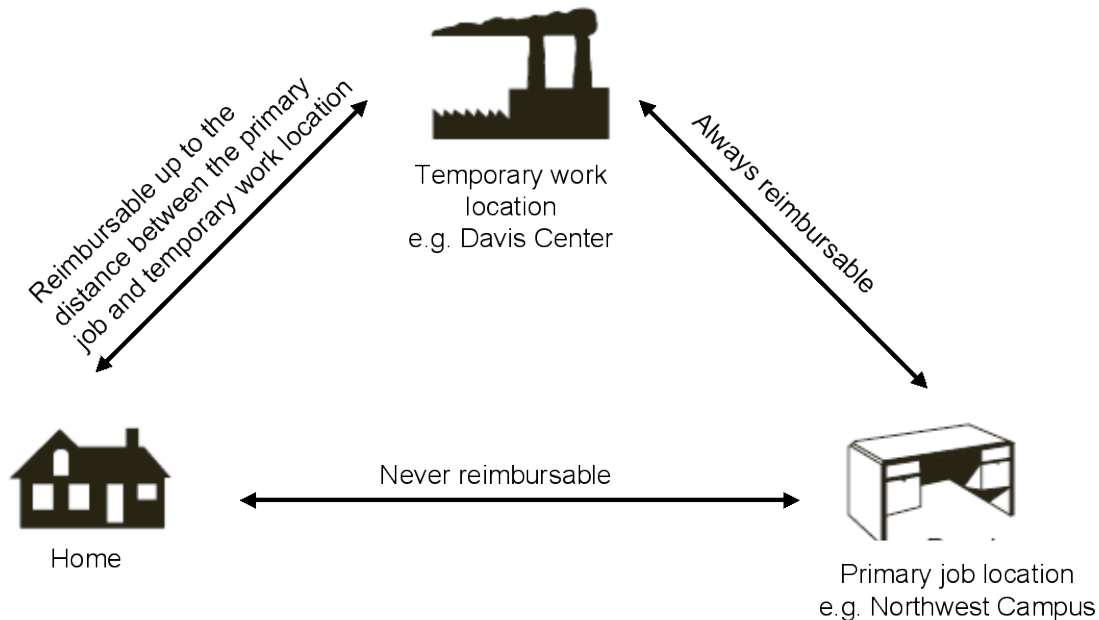 Reimbursable up to the
distance between the primary
job and temporary work location
Temporary work
location
e.g. Davis Center
Always reimbursable
Never reimbursable
Home
Primary job location
e.g. Northwest Campus